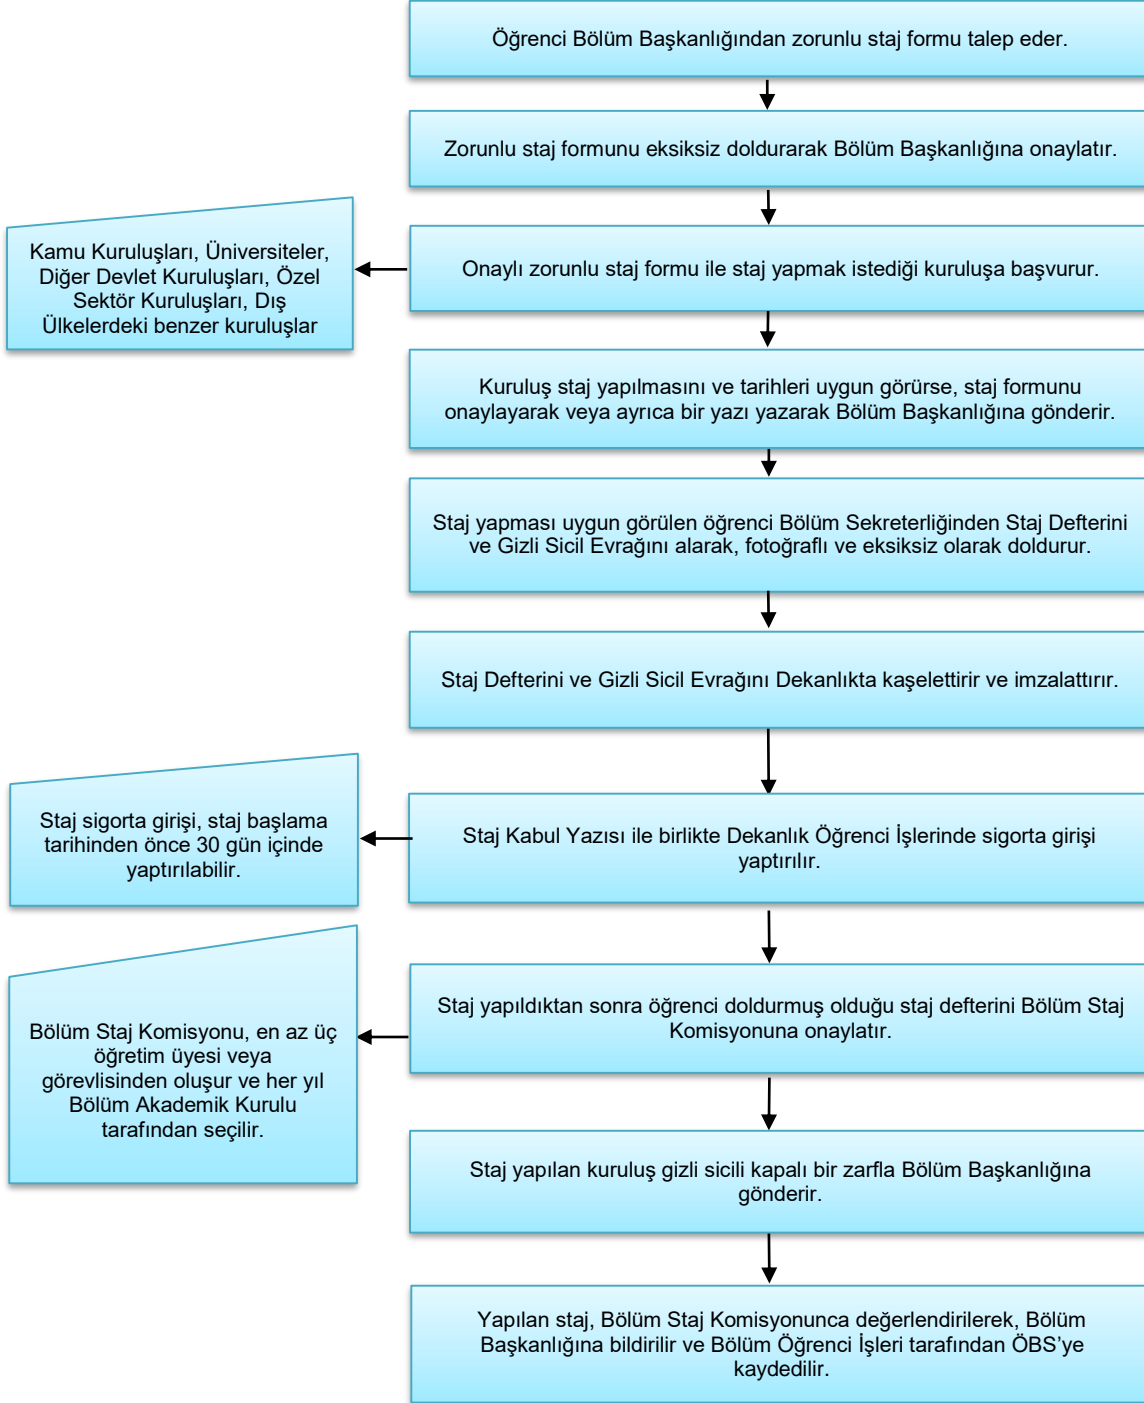 Öğrenci Bölüm Başkanlığından zorunlu staj formu talep eder.
Zorunlu staj formunu eksiksiz doldurarak Bölüm Başkanlığına onaylatır.
Onaylı zorunlu staj formu ile staj yapmak istediği kuruluşa başvurur.
Kamu Kuruluşları, Üniversiteler,
Diğer Devlet Kuruluşları, Özel
Sektör Kuruluşları, Dış
Ülkelerdeki benzer kuruluşlar
Kuruluş staj yapılmasını ve tarihleri uygun görürse, staj formunu
onaylayarak veya ayrıca bir yazı yazarak Bölüm Başkanlığına gönderir.
Staj yapması uygun görülen öğrenci Bölüm Sekreterliğinden Staj Defterini
ve Gizli Sicil Evrağını alarak, fotoğraflı ve eksiksiz olarak doldurur.
Staj Defterini ve Gizli Sicil Evrağını Dekanlıkta kaşelettirir ve imzalattırır.
Staj Kabul Yazısı ile birlikte Dekanlık Öğrenci İşlerinde sigorta girişi
yaptırılır.
Staj sigorta girişi, staj başlama
tarihinden önce 30 gün içinde
yaptırılabilir.
Staj yapıldıktan sonra öğrenci doldurmuş olduğu staj defterini Bölüm Staj
Komisyonuna onaylatır.
Bölüm Staj Komisyonu, en az üç
öğretim üyesi veya
görevlisinden oluşur ve her yıl
Bölüm Akademik Kurulu
tarafından seçilir.
Staj yapılan kuruluş gizli sicili kapalı bir zarfla Bölüm Başkanlığına
gönderir.
Yapılan staj, Bölüm Staj Komisyonunca değerlendirilerek, Bölüm
Başkanlığına bildirilir ve Bölüm Öğrenci İşleri tarafından ÖBS’ye
kaydedilir.